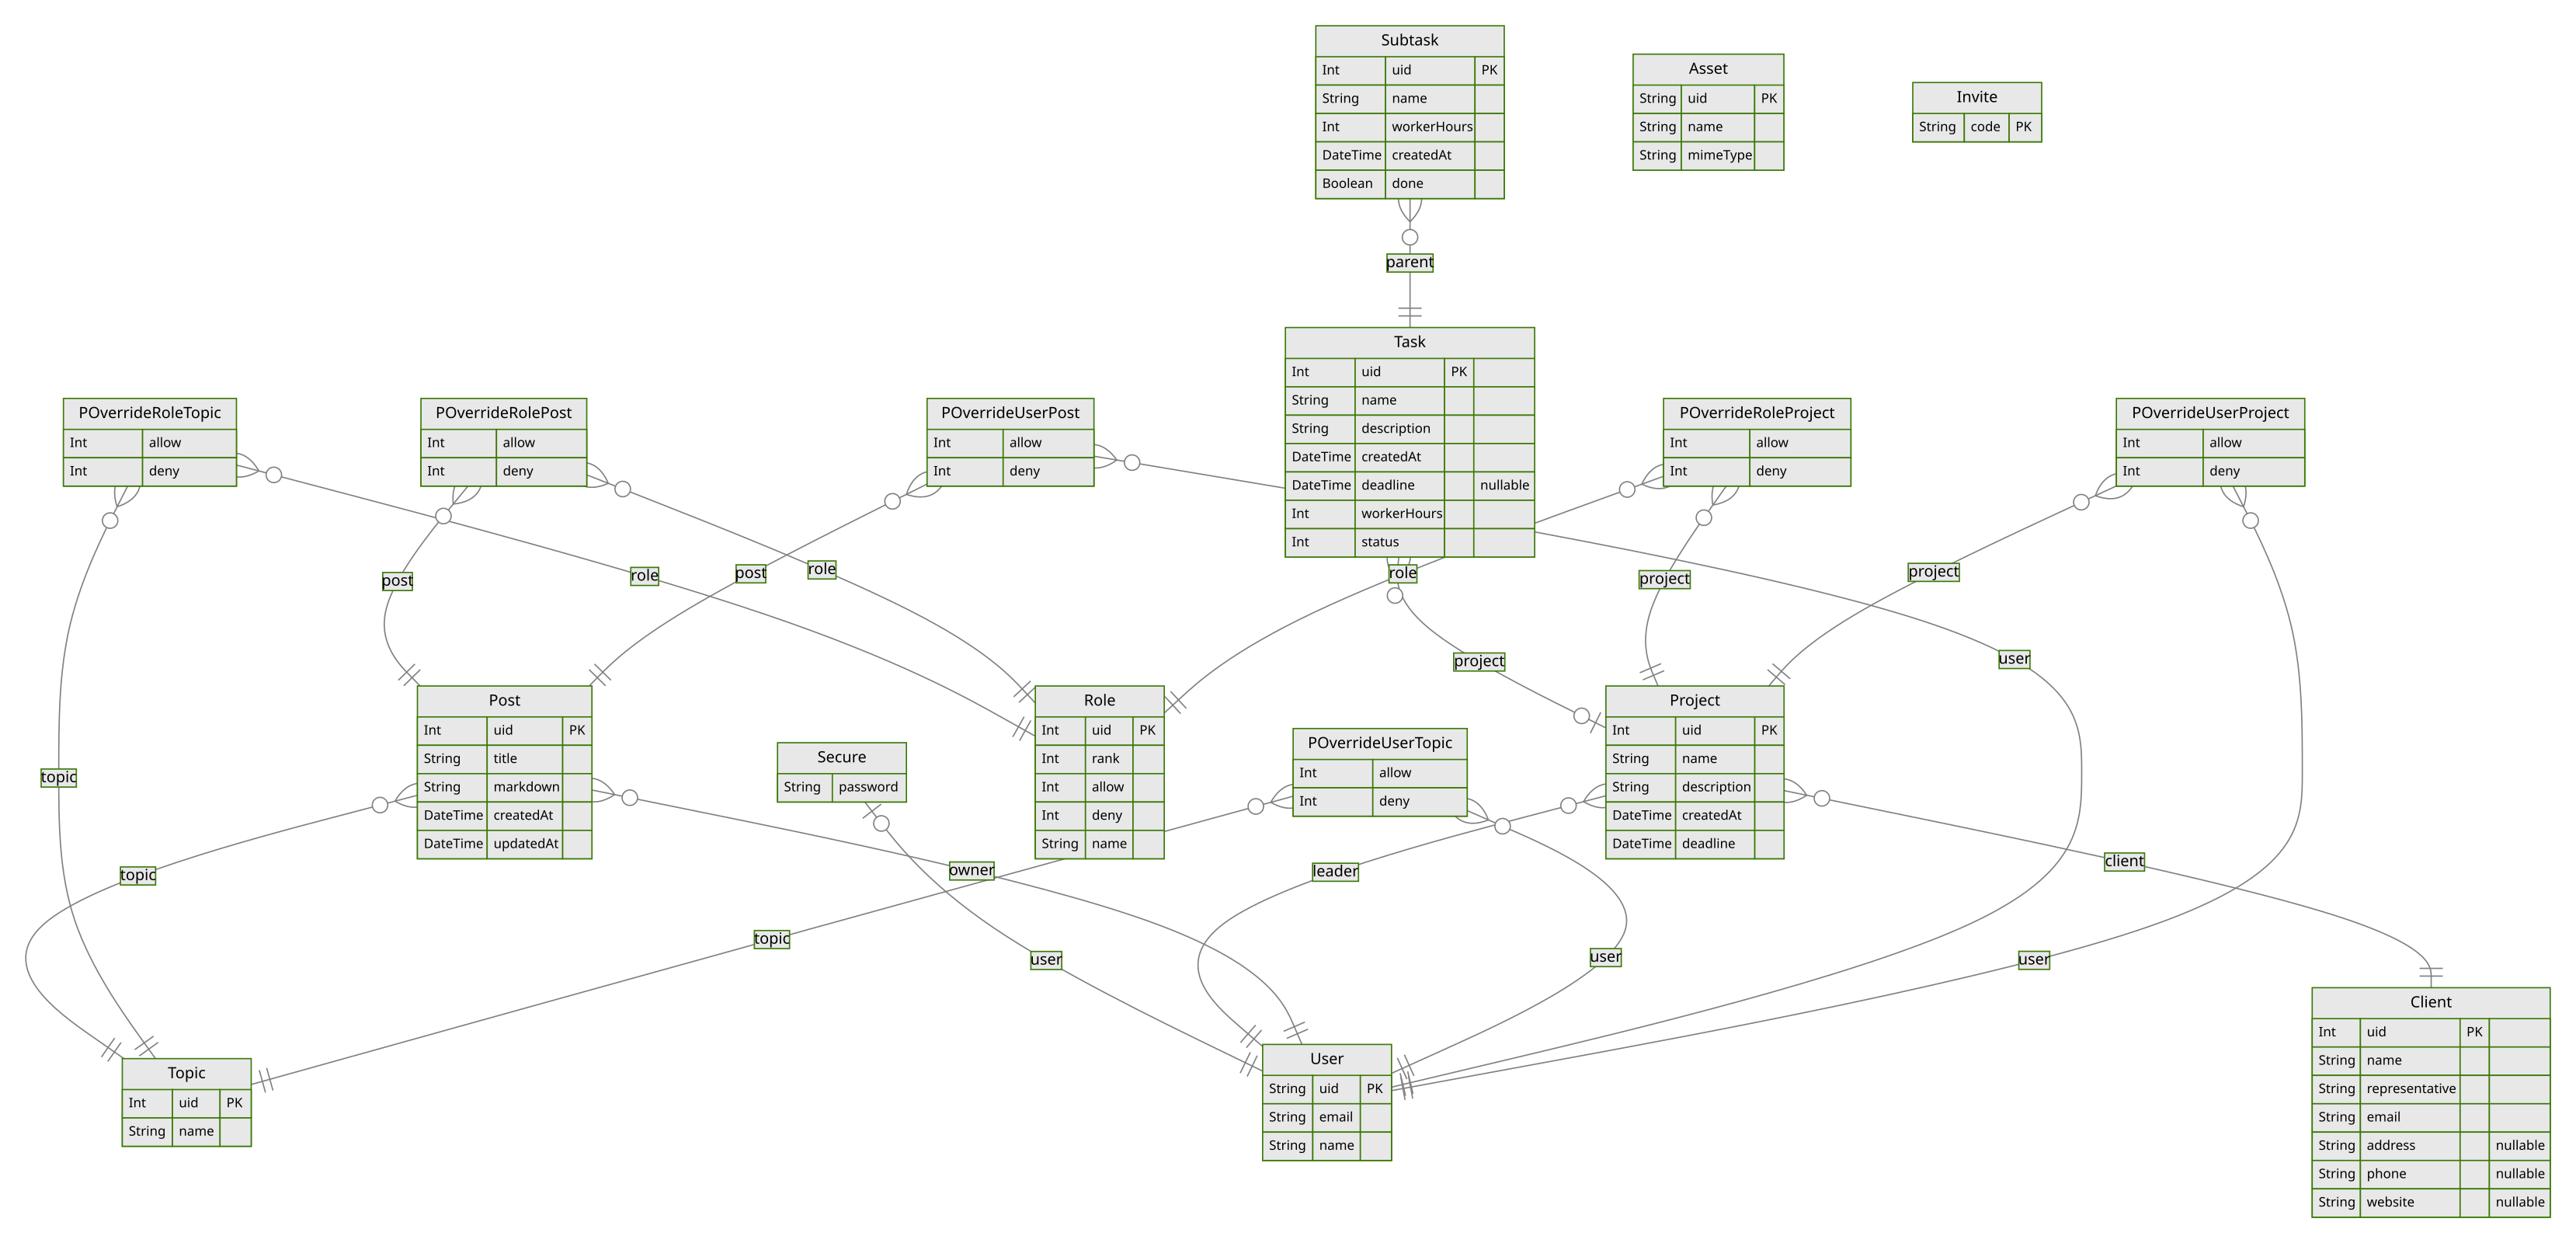 Subtask
Int uid PK
String name
Int workerHours
DateTime createdAt
Boolean done
Asset
String uid PK
String name
String mimeType
Invite
String code PK
parent
Task
Int uid PK
String name
String description
DateTime createdAt
DateTime deadline nullable
Int workerHours
Int status
POverrideRoleTopic
Int allow
Int deny
POverrideRolePost
Int allow
Int deny
POverrideUserPost
Int allow
Int deny
POverrideRoleProject
Int allow
Int deny
POverrideUserProject
Int allow
Int deny
post
role
post
role
role
project
project
project
user
topic
Post
Int uid PK
String title
String markdown
DateTime createdAt
DateTime updatedAt
Secure
String password
Role
Int uid PK
Int rank
Int allow
Int deny
String name
POverrideUserTopic
Int allow
Int deny
Project
Int uid PK
String name
String description
DateTime createdAt
DateTime deadline
topic
owner
leader
client
topic
user
user
user
Topic
Int uid PK
String name
User
String uid PK
String email
String name
Client
Int uid PK
String name
String representative
String email
String address nullable
String phone nullable
String website nullable